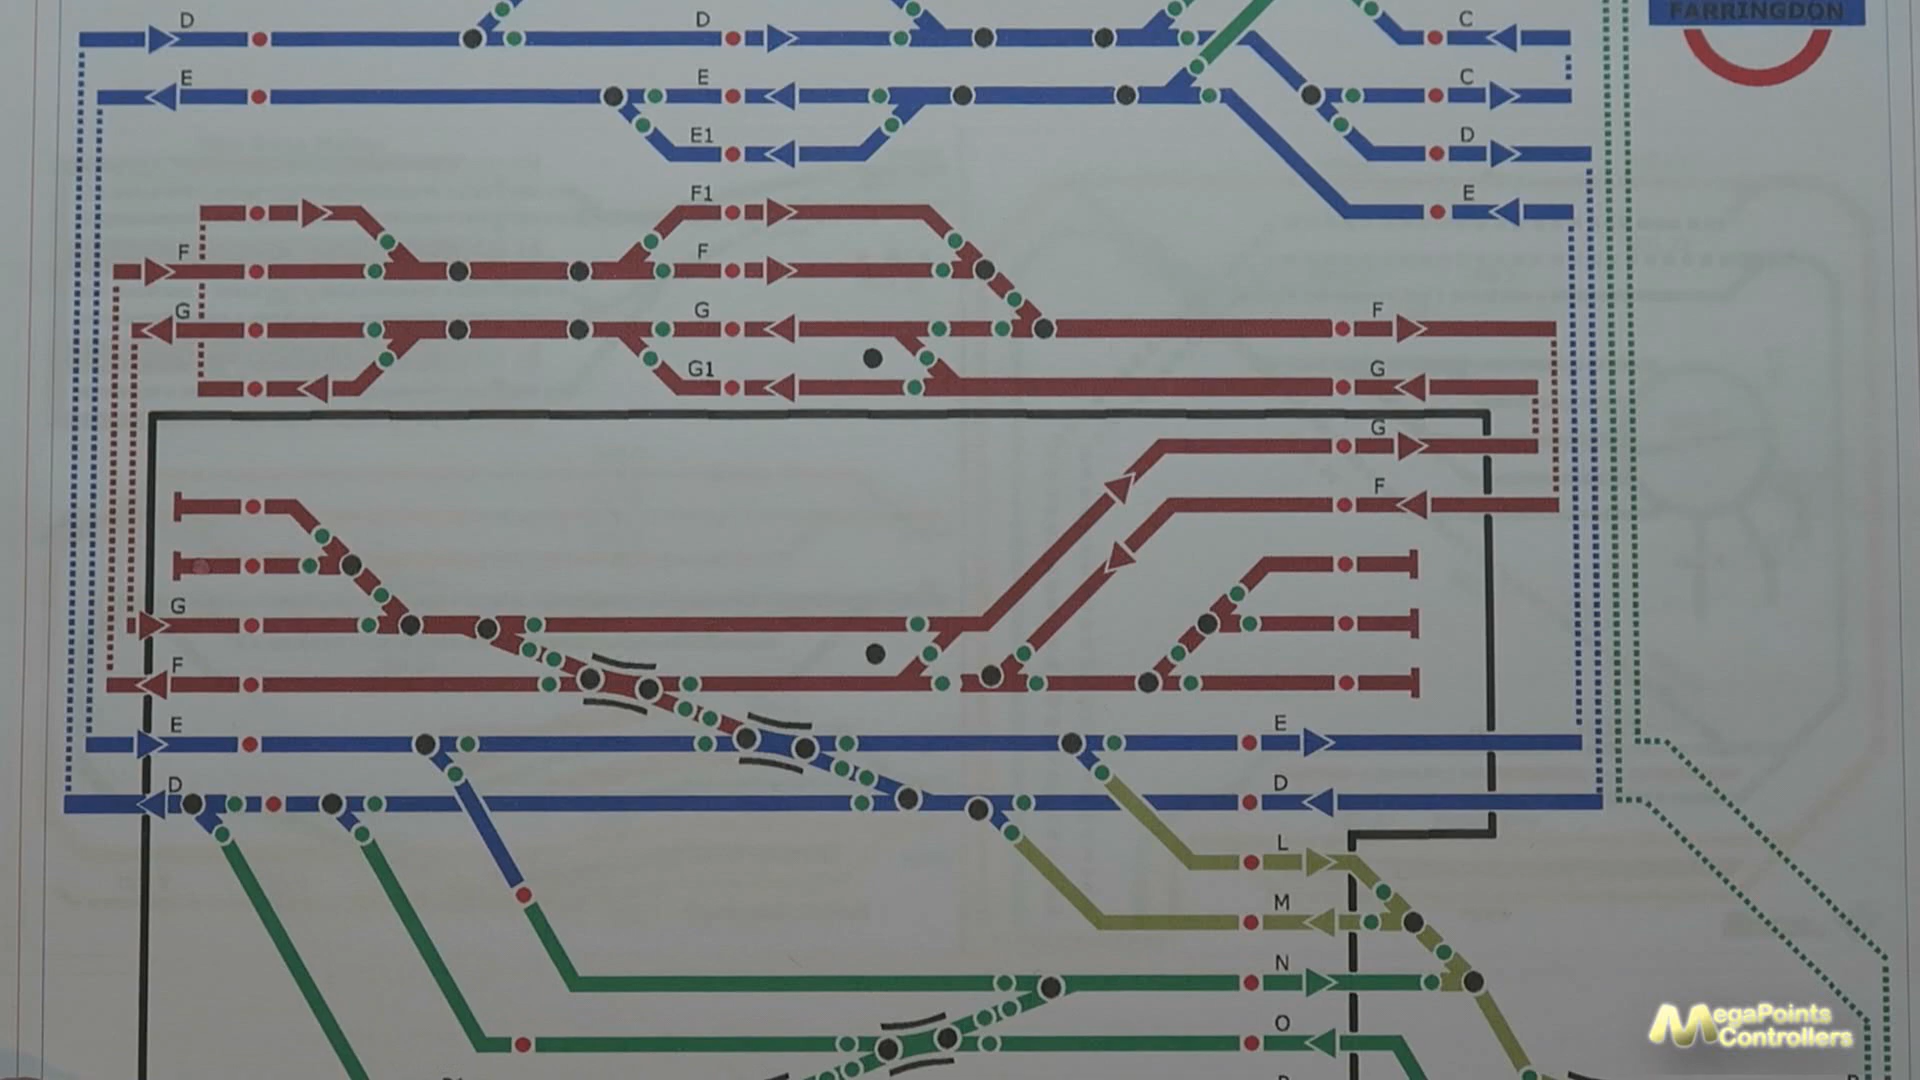 FARRINGDON
D D C
E E C
E1 D
F1 E
F F
G G F
G1 G
G
F
G
F
E E
D D
L
M
N
O
MegaPoints
Controllers